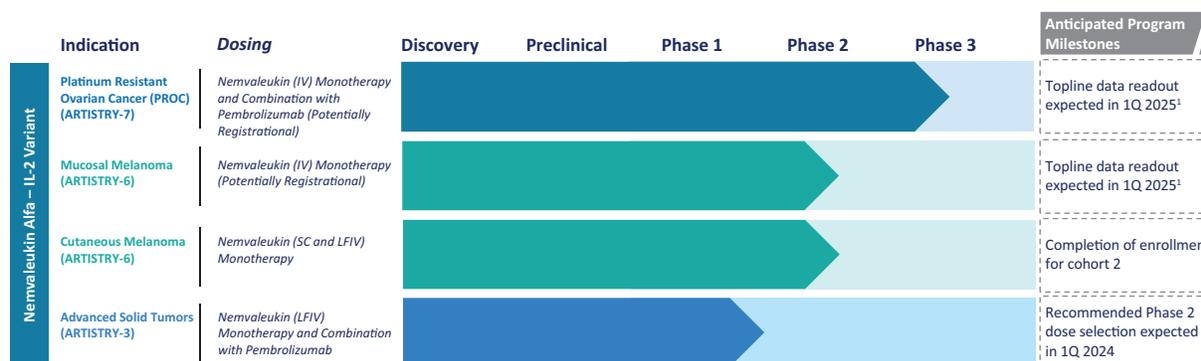 Indication
Dosing
Discovery
Preclinical
Phase 1
Phase 2
Phase 3
Anticipated Program
Milestones
Nemvaleukin Alfa – IL-2 Variant
Platinum Resistant
Ovarian Cancer (PROC)
(ARTISTRY-7)
Nemvaleukin (IV) Monotherapy
and Combination with
Pembrolizumab (Potentially
Registrational)
Topline data readout
expected in 1Q 2025¹
Mucosal Melanoma
(ARTISTRY-6)
Nemvaleukin (IV) Monotherapy
(Potentially Registrational)
Topline data readout
expected in 1Q 2025¹
Cutaneous Melanoma
(ARTISTRY-6)
Nemvaleukin (SC and LFIV)
Monotherapy
Completion of
for cohort 2
Advanced Solid Tumors
(ARTISTRY-3)
Nemvaleukin (LFIV)
Monotherapy and Combination
with Pembrolizumab
Recommended Phase 2
dose selection expected
in 1Q 2024